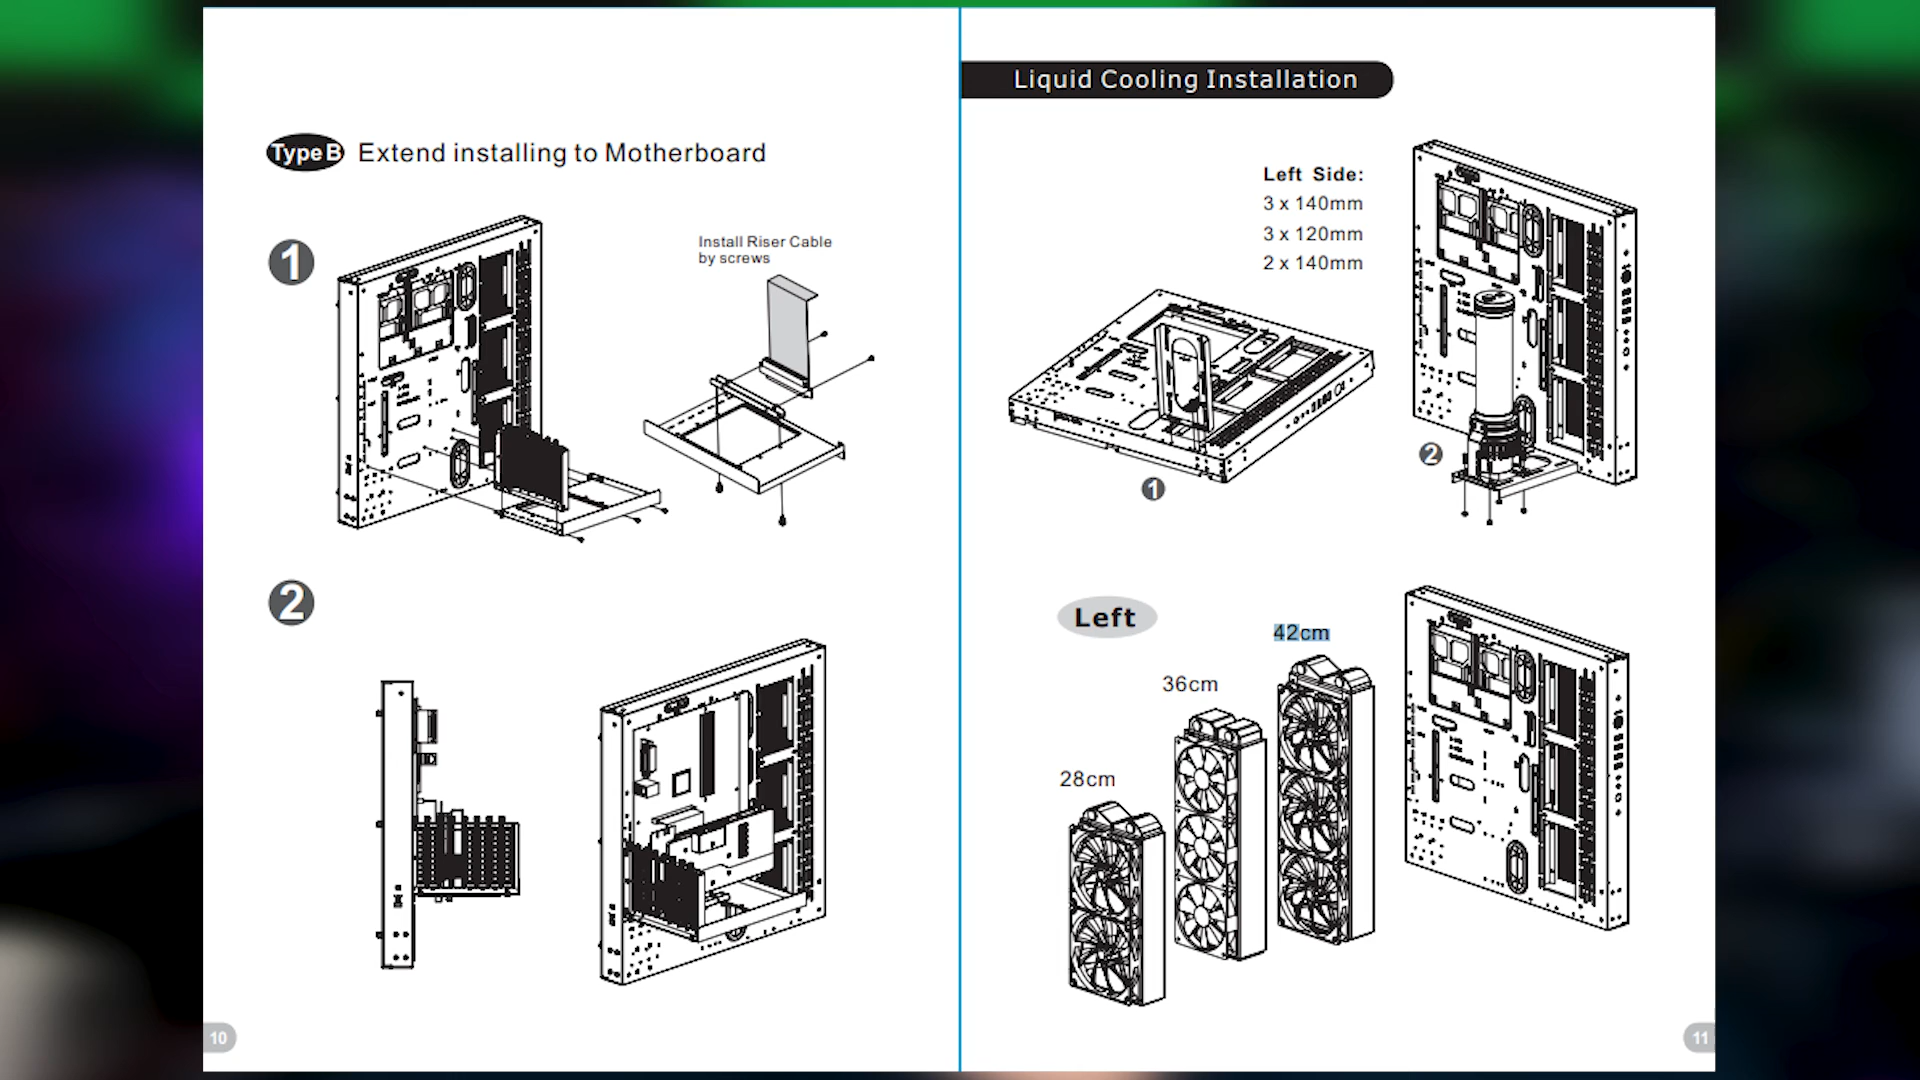 Type B Extend installing to Motherboard
1
Install Riser Cable
by screws
2
10
Liquid Cooling Installation
Left Side:
3 x 140mm
3 x 120mm
2 x 140mm
1
2
Left
42cm
36cm
28cm
11